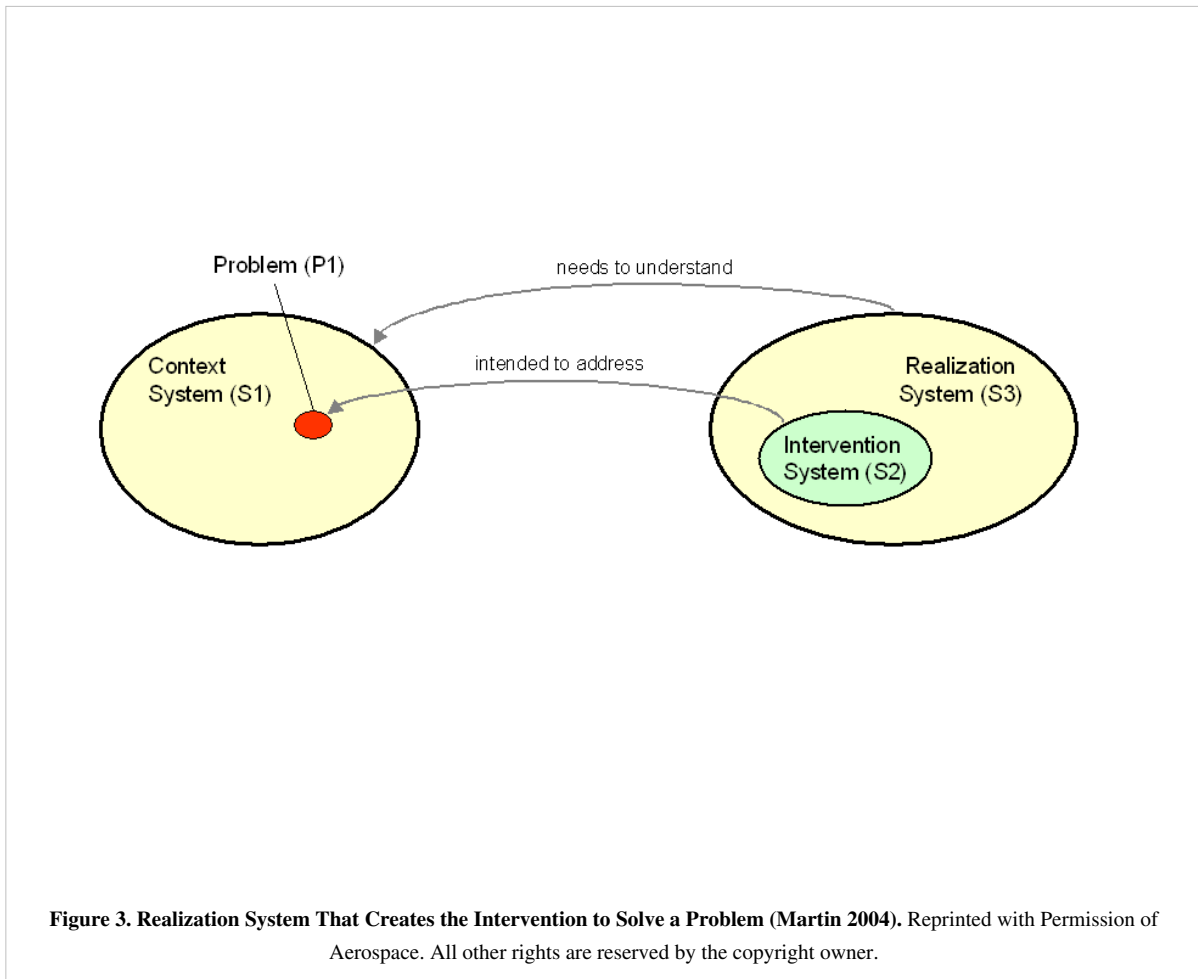 Problem (P1)
needs to understand
Context
System (S1)
intended to address
Realization
System (S3)
Intervention
System (S2)
Figure 3. Realization System That Creates the Intervention to Solve a Problem (Martin 2004). Reprinted with Permission of
Aerospace. All other rights are reserved by the copyright owner.